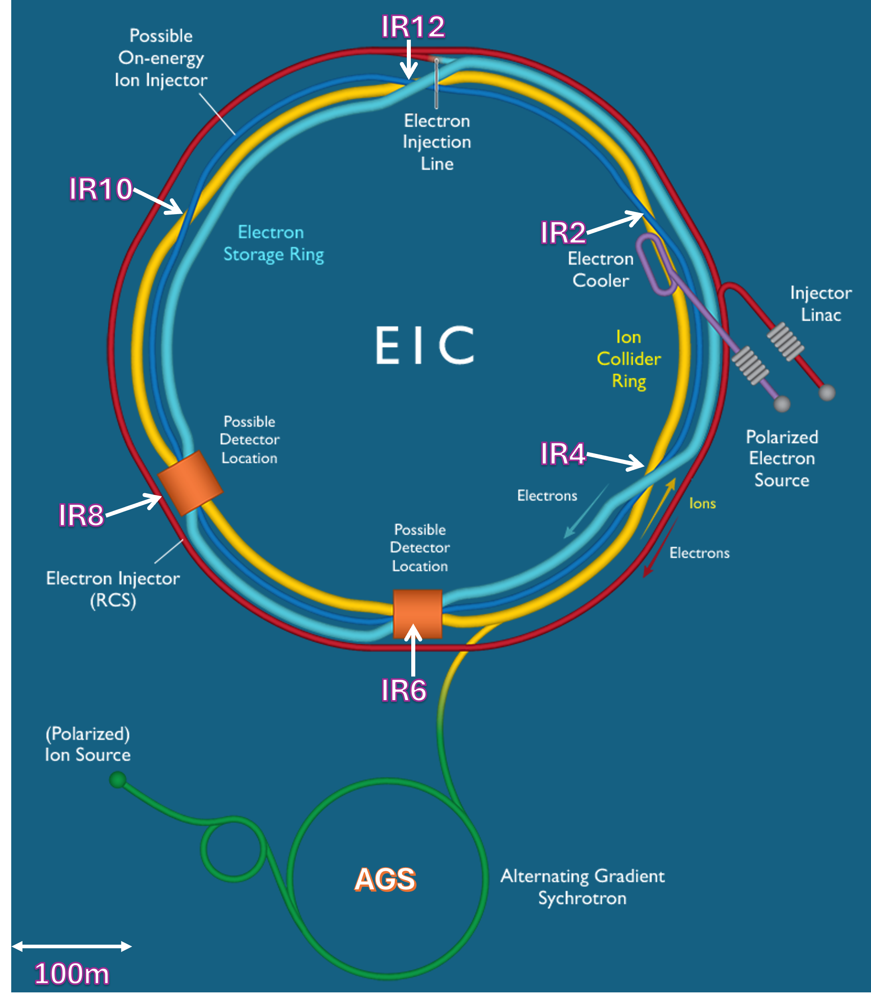 IR12
Possible
On-energy
Ion Injector
Electron
Injection
Line
IR10
IR2
Electron
Storage Ring
Electron
Cooler
Injector
Linac
EIC
Ion
Collider
Ring
Possible
Detector
Location
Polarized
Electron
Source
IR4
Electrons
Ions
IR8
Possible
Detector
Location
Electrons
Electron Injector
(RCS)
IR6
(Polarized)
Ion Source
AGS
Alternating Gradient
Sychrotron
100m